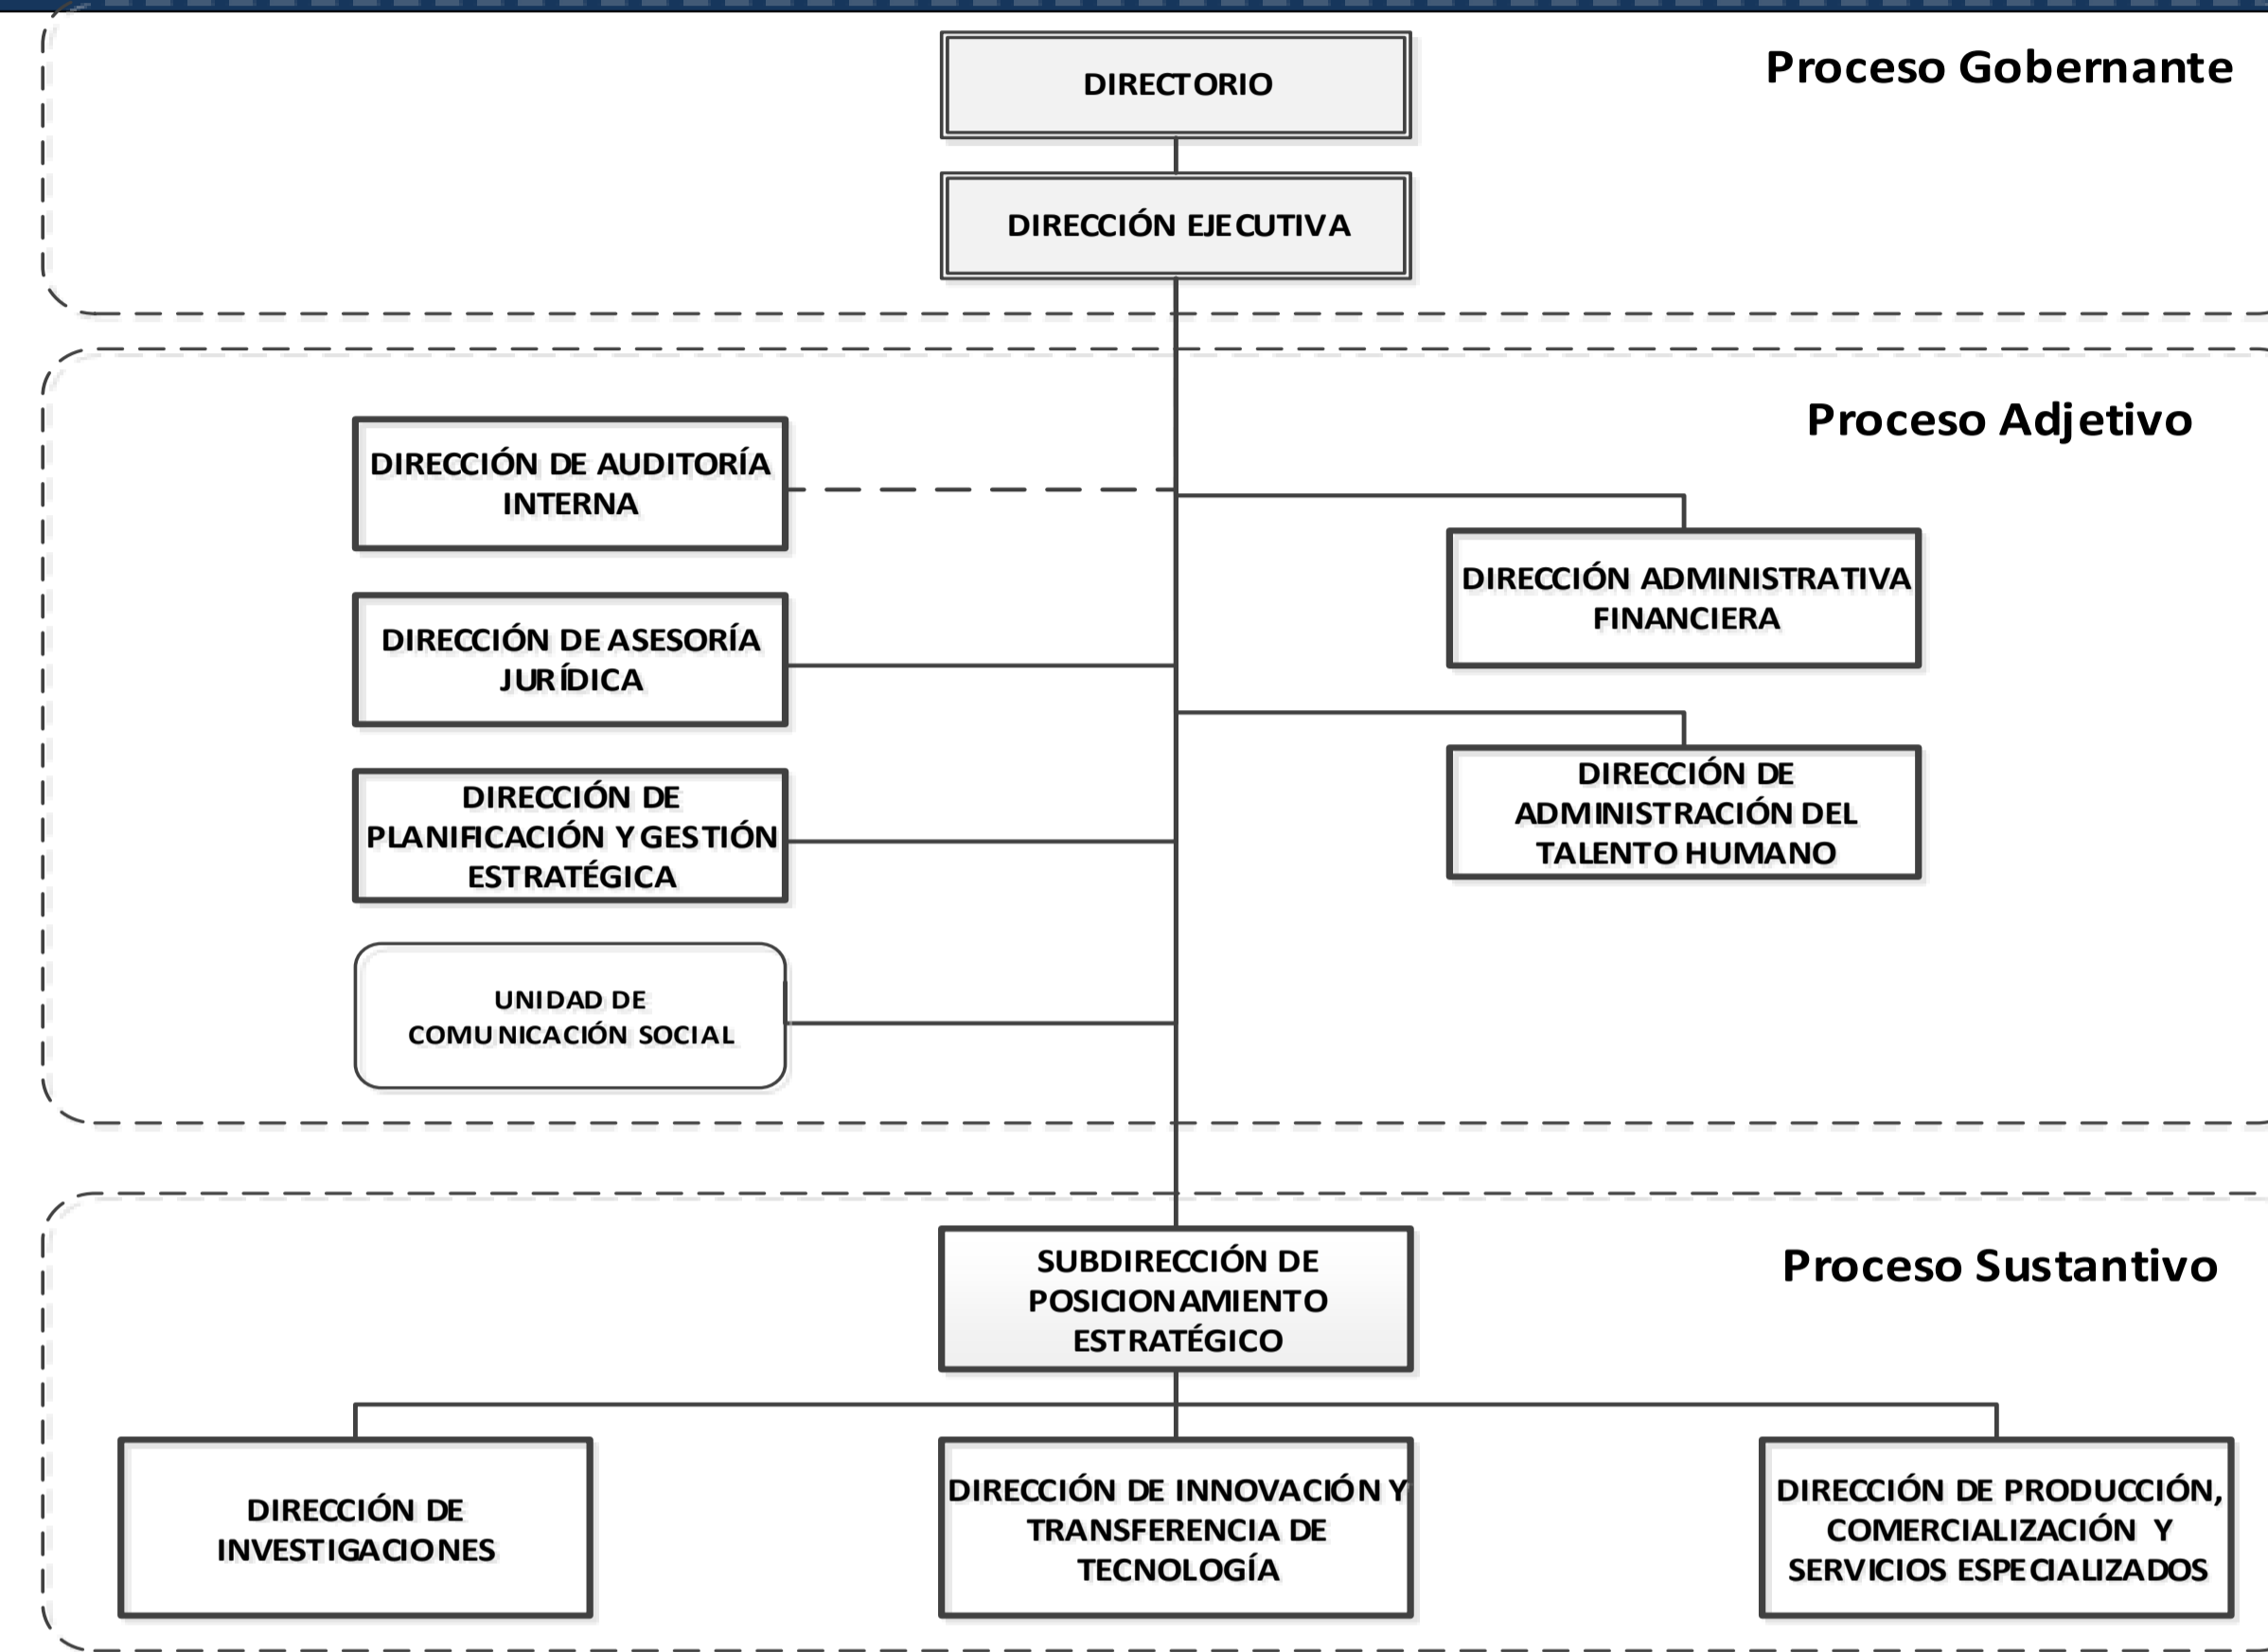 Proceso Gobernante
DIRECTORIO
DIRECCIÓN EJECUTIVA
Proceso Adjetivo
DIRECCIÓN DE AUDITORÍA
INTERNA
DIRECCIÓN ADMINISTRATIVA
FINANCIERA
DIRECCIÓN DE ASESORÍA
JURÍDICA
DIRECCIÓN DE
ADMINISTRACIÓN DEL
TALENTO HUMANO
DIRECCIÓN DE
PLANIFICACIÓN Y GESTIÓN
ESTRATÉGICA
UNIDAD DE
COMUNICACIÓN SOCIAL
Proceso Sustantivo
SUBDIRECCIÓN DE
POSICIONAMIENTO
ESTRATÉGICO
DIRECCIÓN DE
INVESTIGACIONES
DIRECCIÓN DE INNOVACIÓN Y
TRANSFERENCIA DE
TECNOLOGÍA
DIRECCIÓN DE PRODUCCIÓN,
COMERCIALIZACIÓN Y
SERVICIOS ESPECIALIZADOS